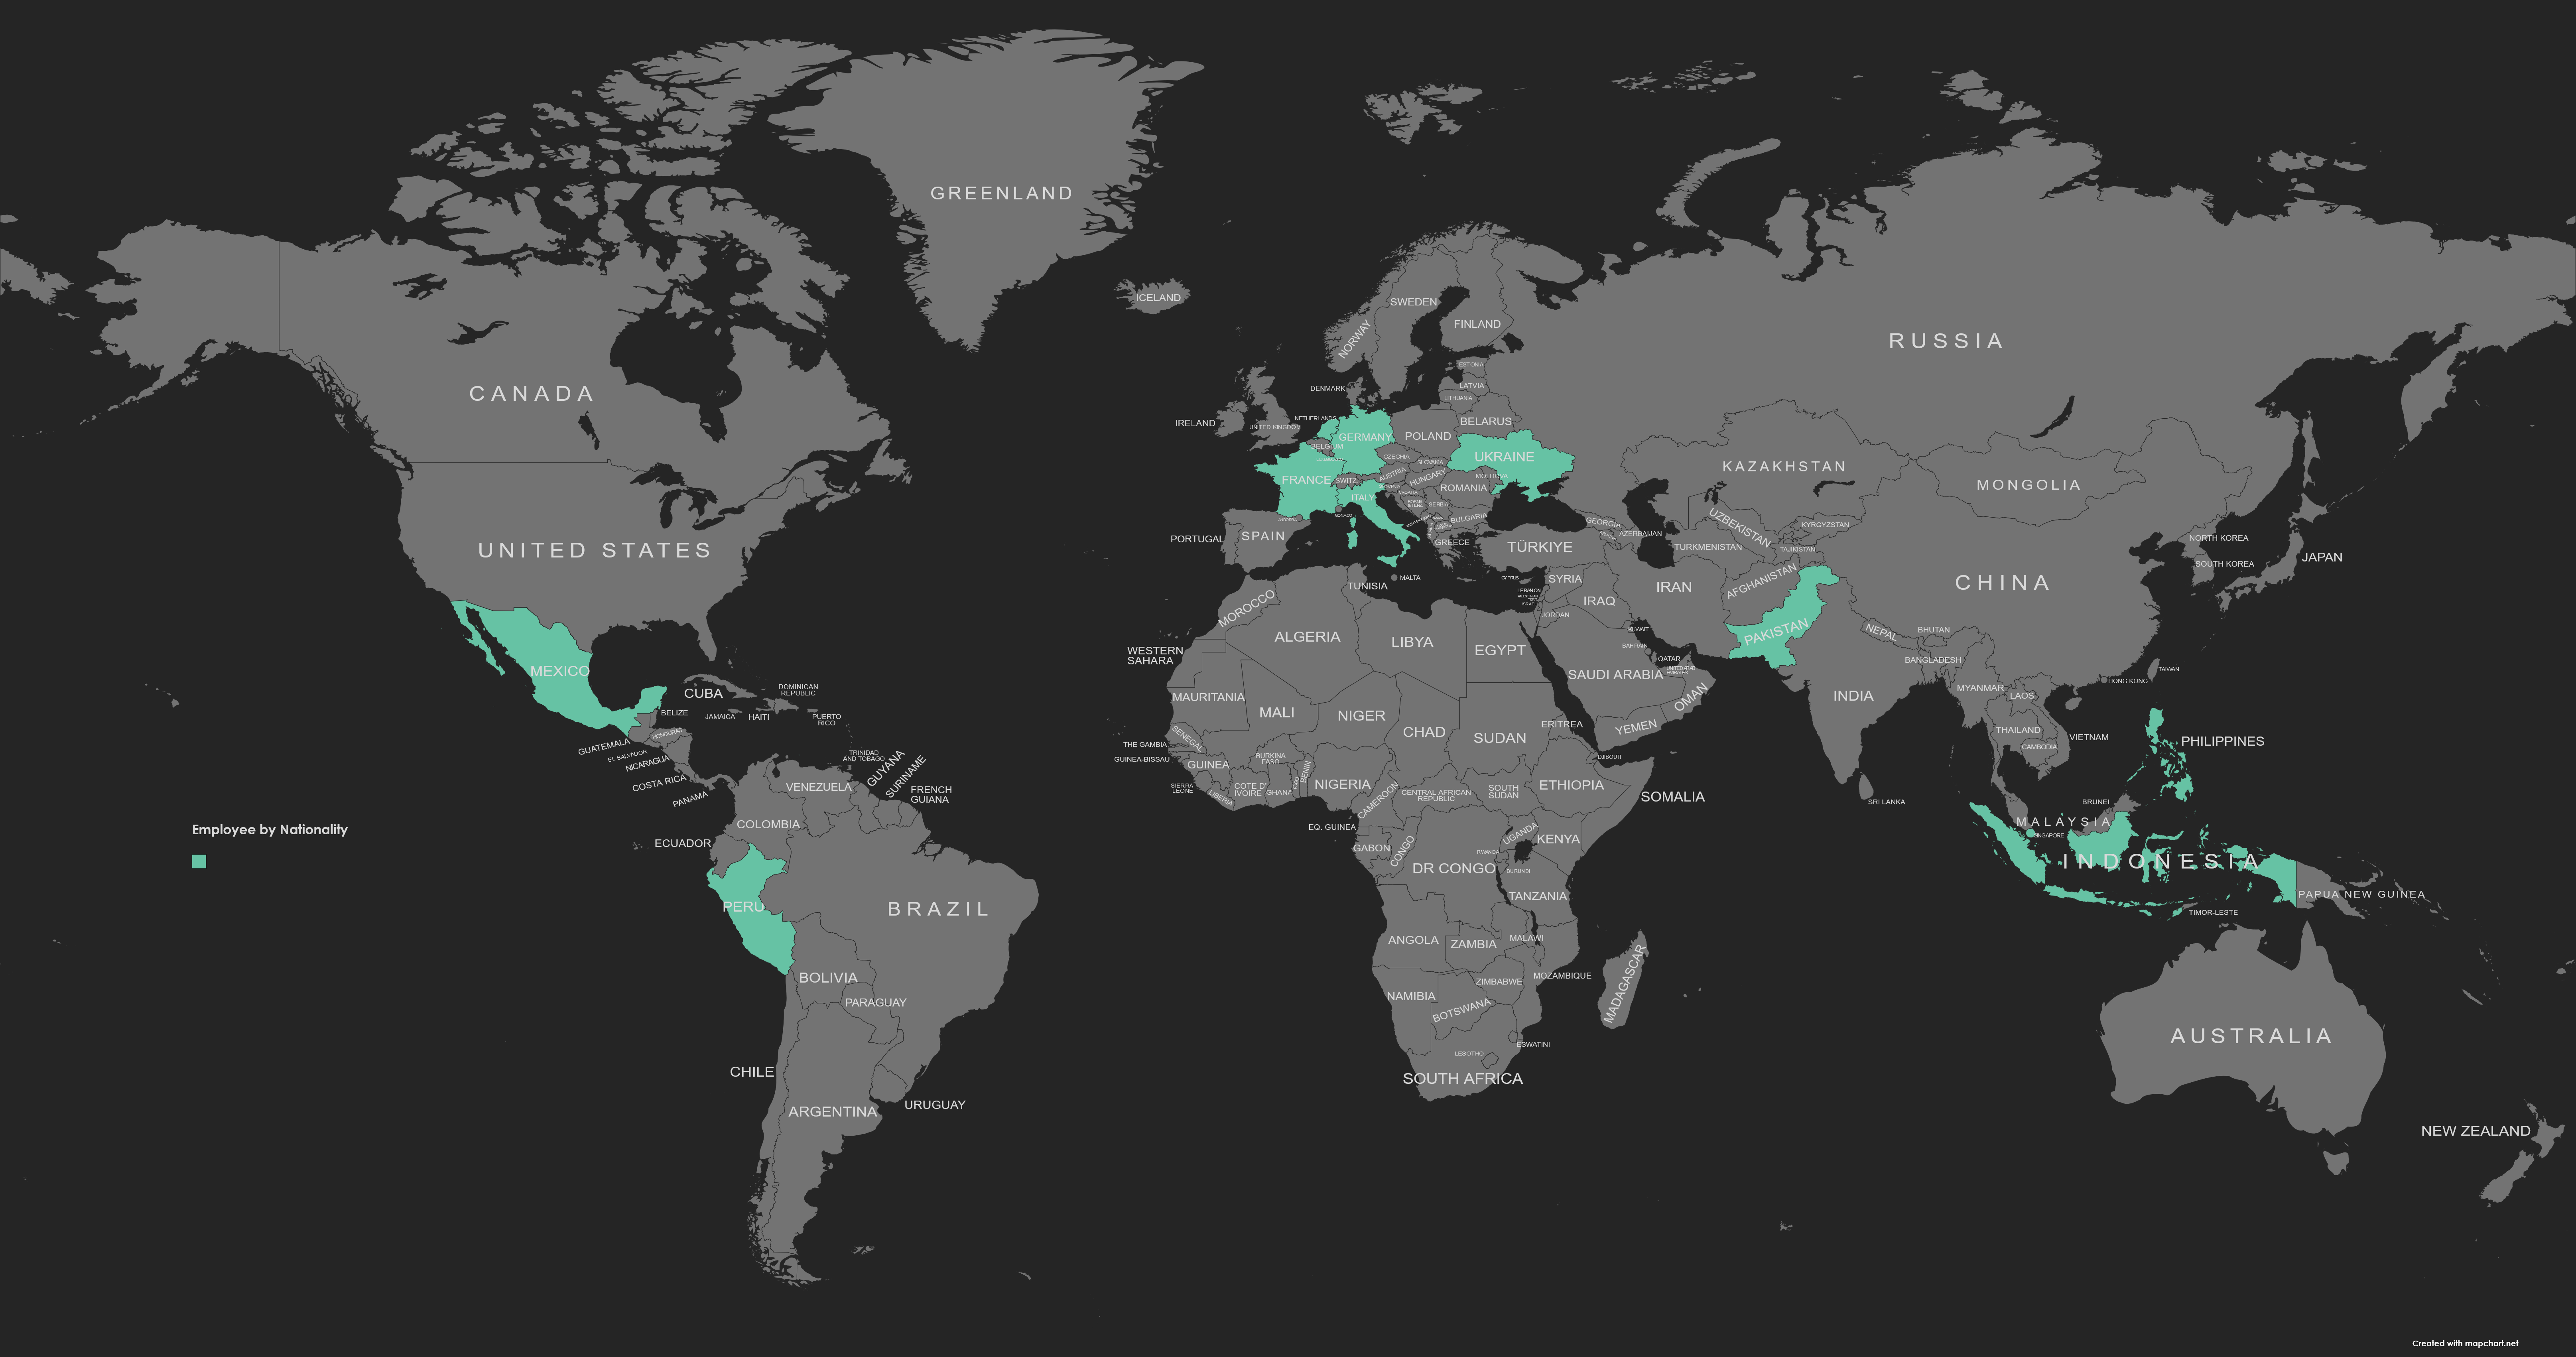 GREENLAND
ICELAND
SWEDEN
FINLAND
NORWAY
RUSSIA
ESTONIA
LATVIA
LITHUANIA
DENMARK
CANADA
IRELAND
UNITED KINGDOM
NETHERLANDS
BELGIUM
GERMANY
POLAND
BELARUS
UKRAINE
CZECHIA
SLOVAKIA
AUSTRIA
HUNGARY
MOLDOVA
FRANCE
SWITZ.
ITALY
ROMANIA
SERBIA
BULGARIA
MONACO
KAZAKHSTAN
MONGOLIA
UZBEKISTAN
KYRGYZSTAN
GEORGIA
AZERBAIJAN
TURKMENISTAN
TAJIKISTAN
PORTUGAL
SPAIN
GREECE
TÜRKIYE
NORTH KOREA
SOUTH KOREA
JAPAN
UNITED STATES
MALTA
CYPRUS
SYRIA
LEBANON
ISRAEL
IRAQ
IRAN
AFGHANISTAN
CHINA
TUNISIA
MOROCCO
JORDAN
KUWAIT
PAKISTAN
NEPAL
BHUTAN
ALGERIA
LIBYA
EGYPT
BAHRAIN
QATAR
UNITED ARAB
EMIRATES
SAUDI ARABIA
BANGLADESH
WESTERN
SAHARA
MEXICO
TAIWAN
HONG KONG
MYANMAR
LAOS
INDIA
OMAN
CUBA
DOMINICAN
REPUBLIC
BELIZE
JAMAICA
HAITI
PUERTO
RICO
MAURITANIA
MALI
NIGER
CHAD
SUDAN
ERITREA
YEMEN
THAILAND
VIETNAM
CAMBODIA
PHILIPPINES
GUATEMALA
HONDURAS
EL SALVADOR
NICARAGUA
COSTA RICA
PANAMA
TRINIDAD
AND TOBAGO
VENEZUELA
GUYANA
SURINAME
FRENCH
GUIANA
THE GAMBIA
SENEGAL
GUINEA-BISSAU
GUINEA
SIERRA
LEONE
LIBERIA
COTE D'
IVOIRE
BURKINA
FASO
GHANA
TOGO
BENIN
NIGERIA
CAMEROON
CENTRAL AFRICAN
REPUBLIC
SOUTH
SUDAN
ETHIOPIA
DJIBOUTI
SOMALIA
SRI LANKA
BRUNEI
MALAYSIA
SINGAPORE
COLOMBIA
ECUADOR
Employee by Nationality
EQ. GUINEA
GABON
CONGO
DR CONGO
UGANDA
KENYA
RWANDA
BURUNDI
TANZANIA
INDONESIA
PAPUA NEW GUINEA
TIMOR-LESTE
PERU
BRAZIL
ANGOLA
ZAMBIA
MALAWI
MOZAMBIQUE
MADAGASCAR
BOLIVIA
PARAGUAY
NAMIBIA
ZIMBABWE
BOTSWANA
ESWATINI
LESOTHO
SOUTH AFRICA
AUSTRALIA
CHILE
ARGENTINA
URUGUAY
NEW ZEALAND
Created with mapchart.net